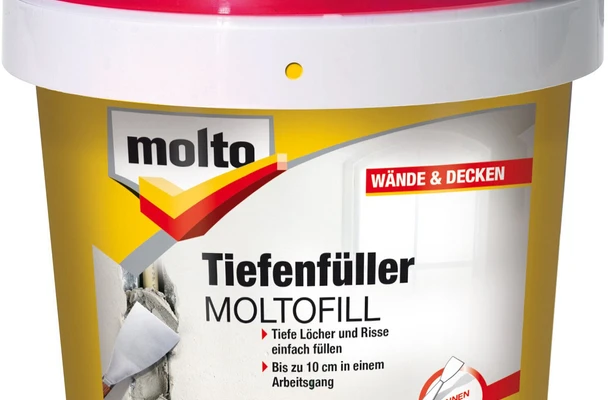 molto
WÄNDE & DECKEN
Tiefenfüller
MOLTOFILL
Tiefe Löcher und Risse
einfach füllen
Bis zu 10 cm in einem
Arbeitsgang